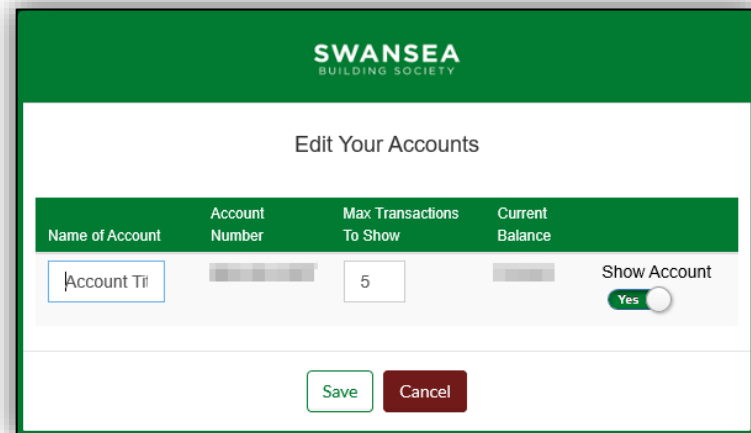 SWANSEA
BUILDING SOCIETY
Edit Your Accounts
Name of Account
Account Number
Max Transactions To Show
Current Balance
Account Tit
5
Show Account
Yes
Save
Cancel